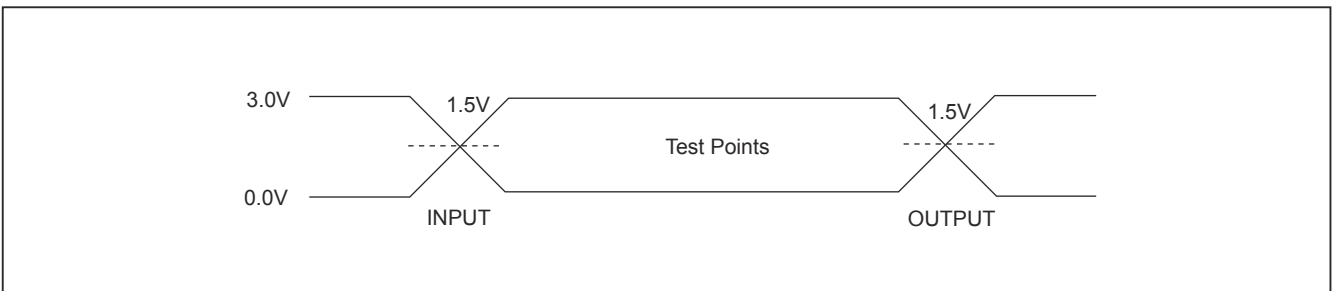 3.0V
1.5V
1.5V
Test Points
0.0V
INPUT
OUTPUT